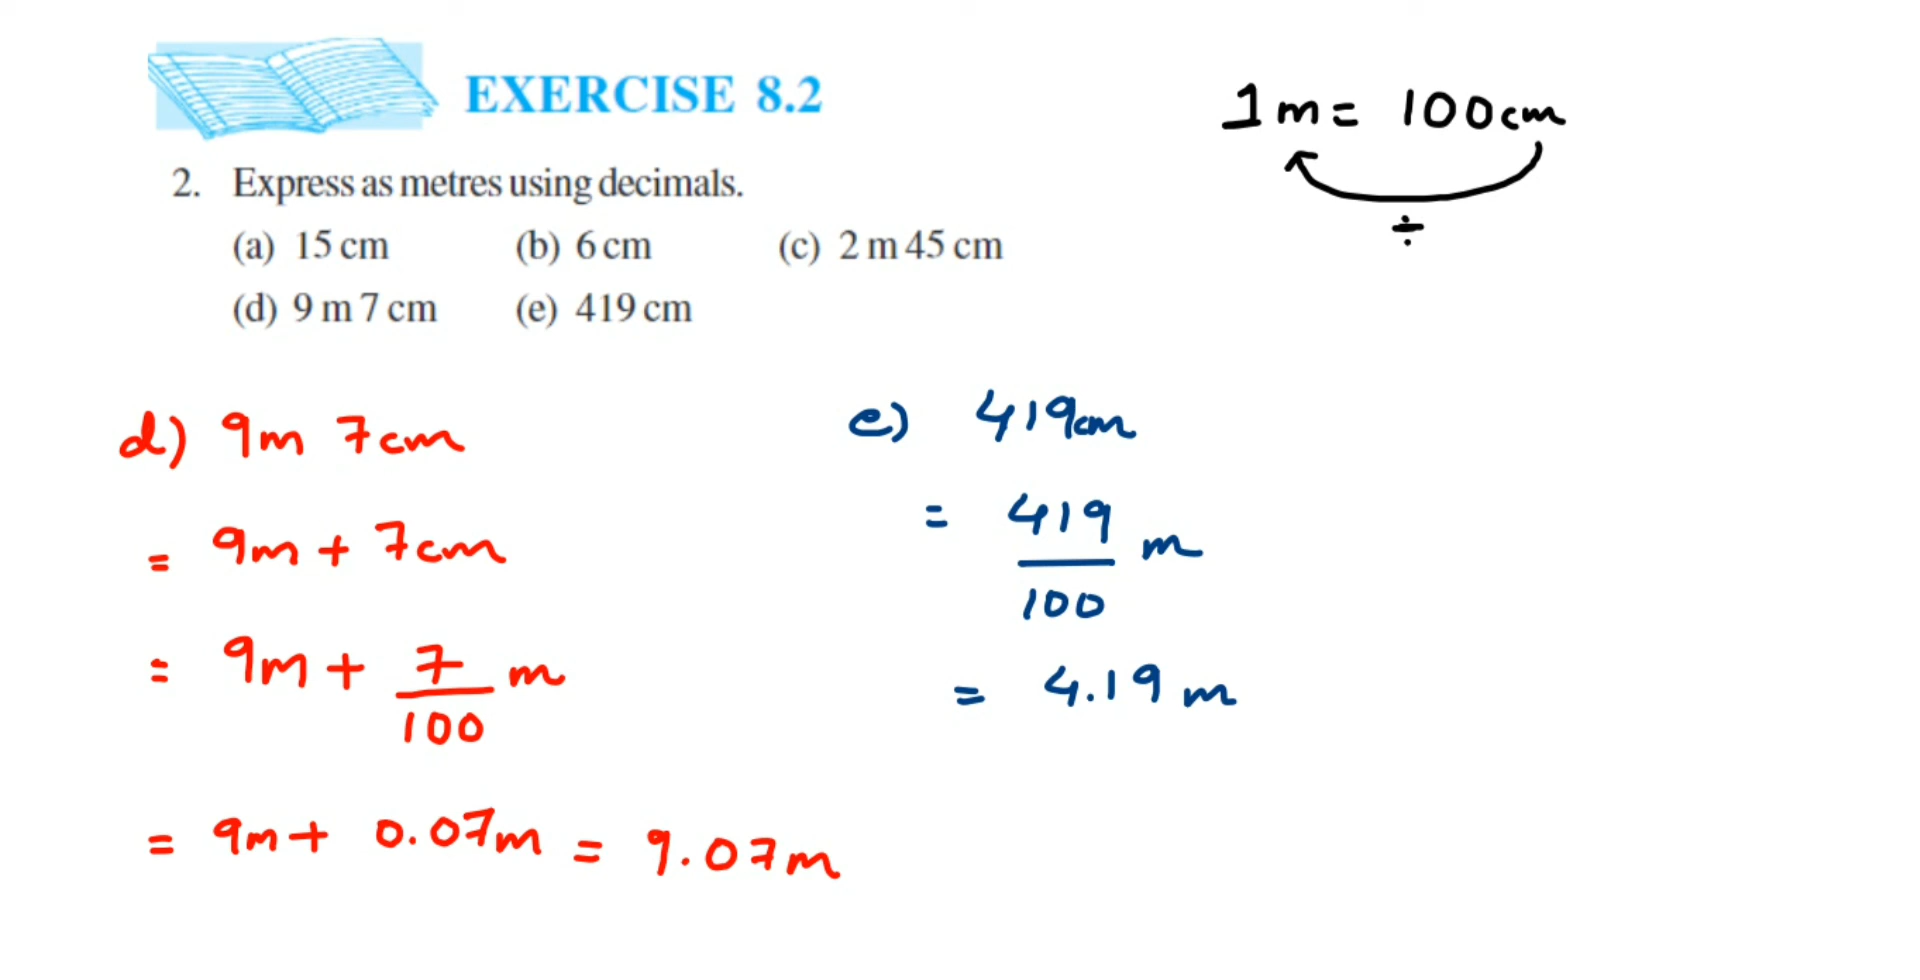 EXERCISE 8.2
1m = 100cm
÷
2. Express as metres using decimals.
(a) 15 cm (b) 6 cm (c) 2 m 45 cm
(d) 9 m 7 cm (e) 419 cm
d) 9m 7cm
= 9m + 7cm
= 9m + 7/100 m
= 9m + 0.07m = 9.07m
e) 419cm
= 419/100 m
= 4.19 m